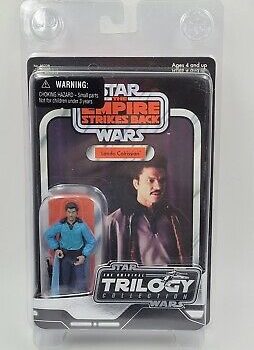 Ages 4 and up
WARNING:
CHOKING HAZARD - Small parts
Not for children under 3 years
STAR
THE
EMPIRE
STRIKES BACK
WARS
Lando Calrissian
STAR
THE ORIGINAL
TRILOGY
COLLECTION
WARS